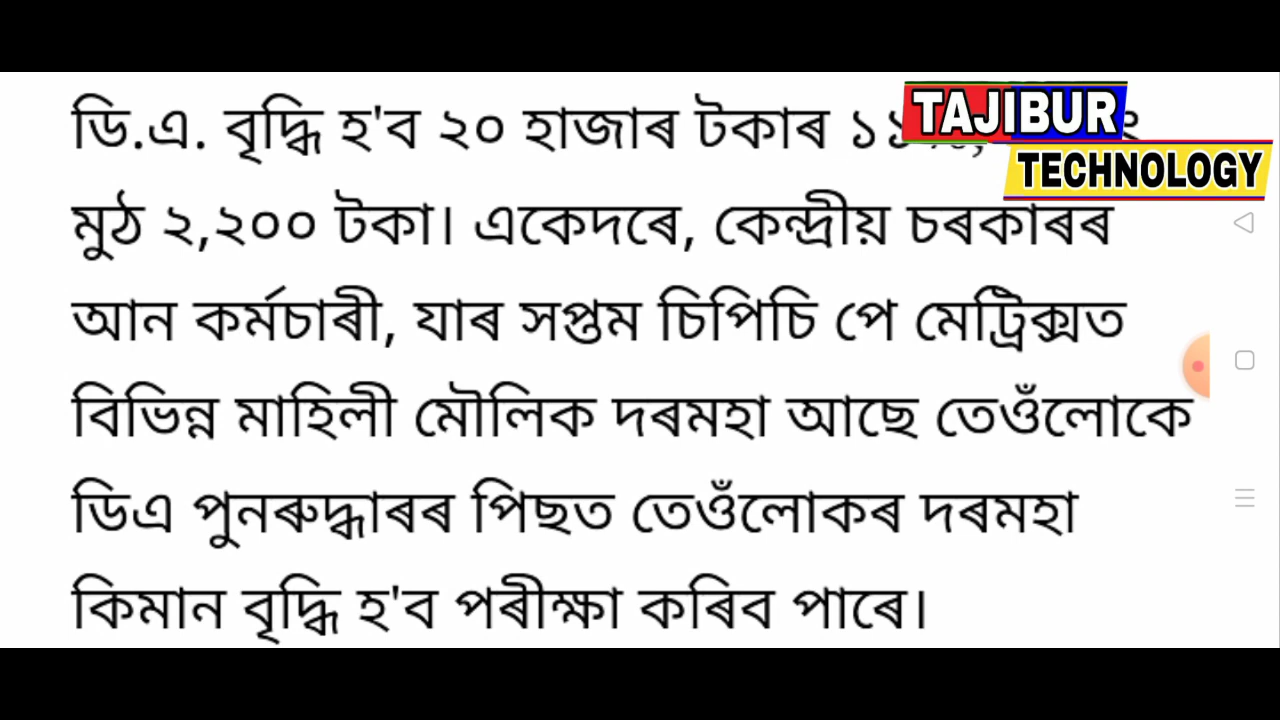 ডি.এ. বৃদ্ধি হ'ব ২০ হাজাৰ টকাৰ
TAJIBUR
TECHNOLOGY
মুঠ ২,২০০ টকা। একেদৰে, কেন্দ্ৰীয় চৰকাৰৰ
আন কৰ্মচাৰী, যাৰ সপ্তম চিপিচি পে মেট্ৰিক্সত
বিভিন্ন মাহিলী মৌলিক দৰমহা আছে তেওঁলোকে
ডিএ পুনৰুদ্ধাৰৰ পিছত তেওঁলোকৰ দৰমহা
কিমান বৃদ্ধি হ'ব পৰীক্ষা কৰিব পাৰে।